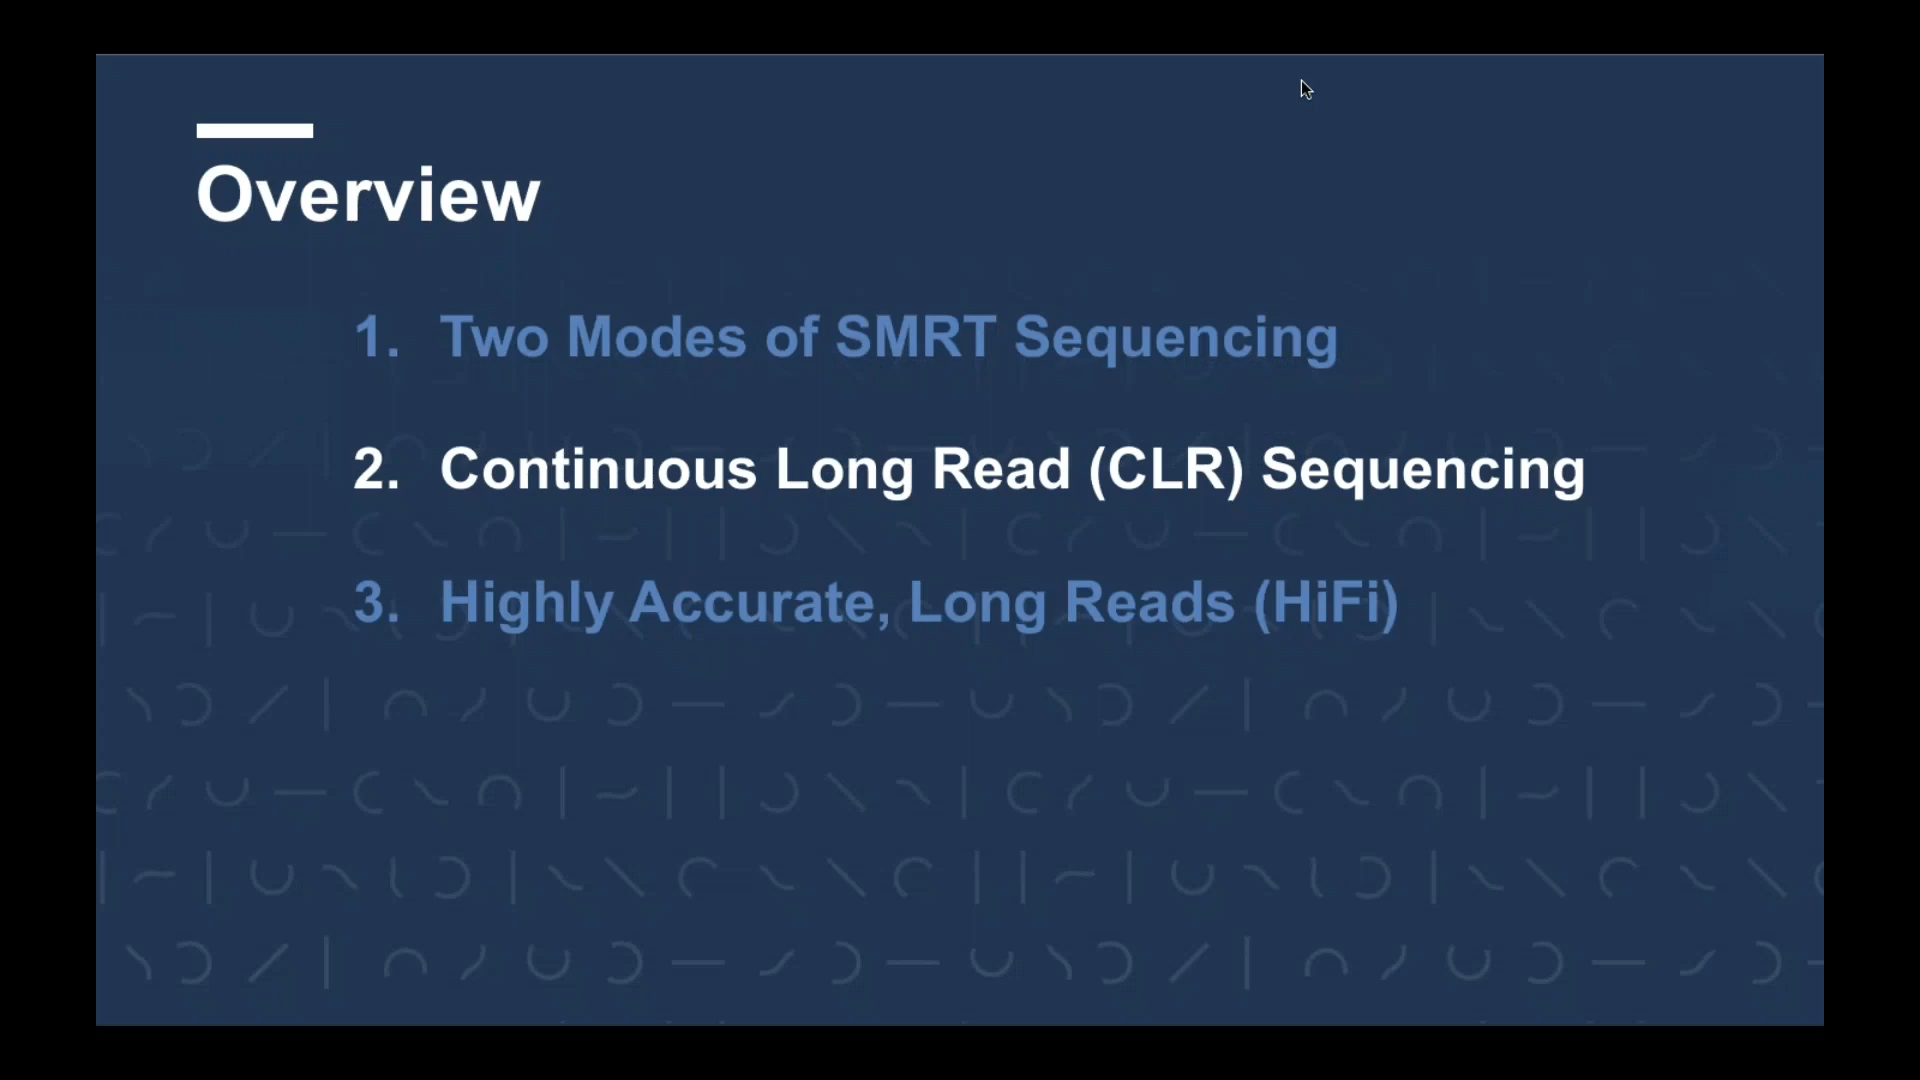 Overview
1. Two Modes of SMRT Sequencing
2. Continuous Long Read (CLR) Sequencing
3. Highly Accurate, Long Reads (HiFi)